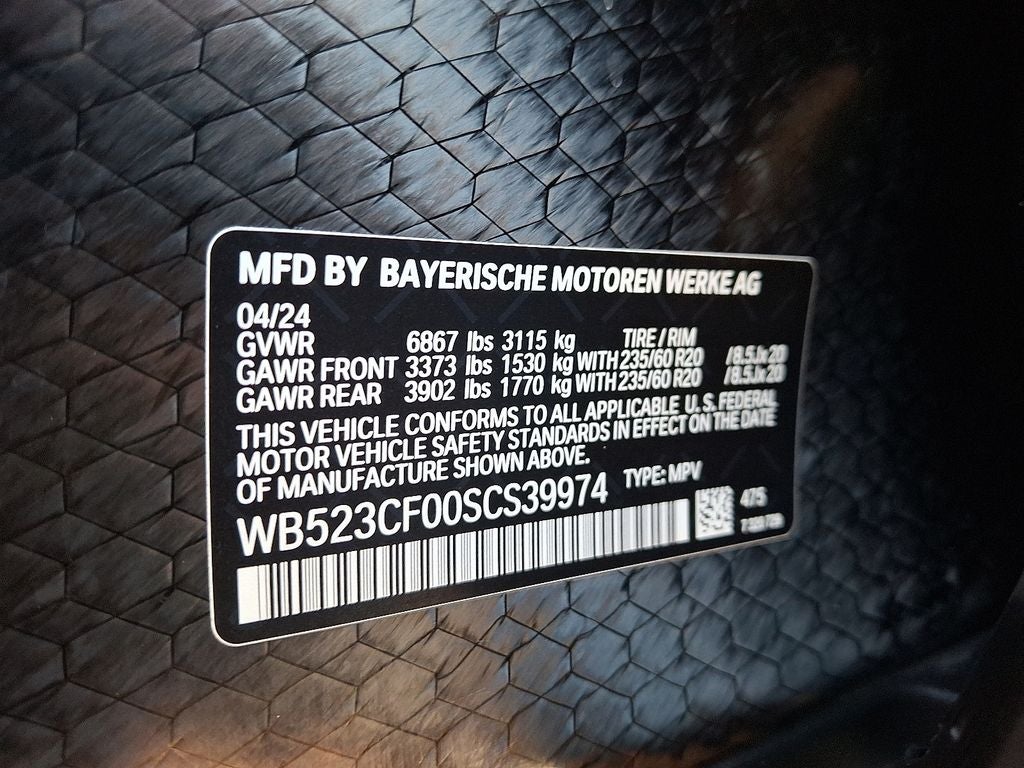 MFD BY BAYERISCHE MOTOREN WERKE AG
04/24
GVWR 6867 lbs 3115 kg TIRE / RIM
GAWR FRONT 3373 lbs 1530 kg WITH 235/60 R20 /8.5Jx20
GAWR REAR 3902 lbs 1770 kg WITH 235/60 R20 /8.5Jx20
THIS VEHICLE CONFORMS TO ALL APPLICABLE U.S. FEDERAL
MOTOR VEHICLE SAFETY STANDARDS IN EFFECT ON THE DATE
OF MANUFACTURE SHOWN ABOVE.
WB523CF00SCS39974 TYPE: MPV
475